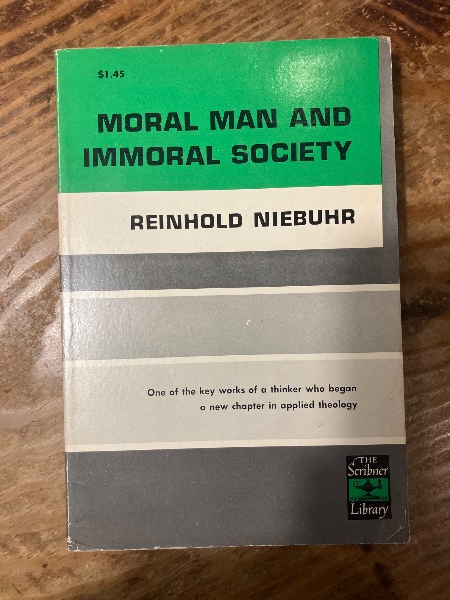 $1.45
MORAL MAN AND
IMMORAL SOCIETY
REINHOLD NIEBUHR
One of the key works of a thinker who began
a new chapter in applied theology
THE
Scribner
Library